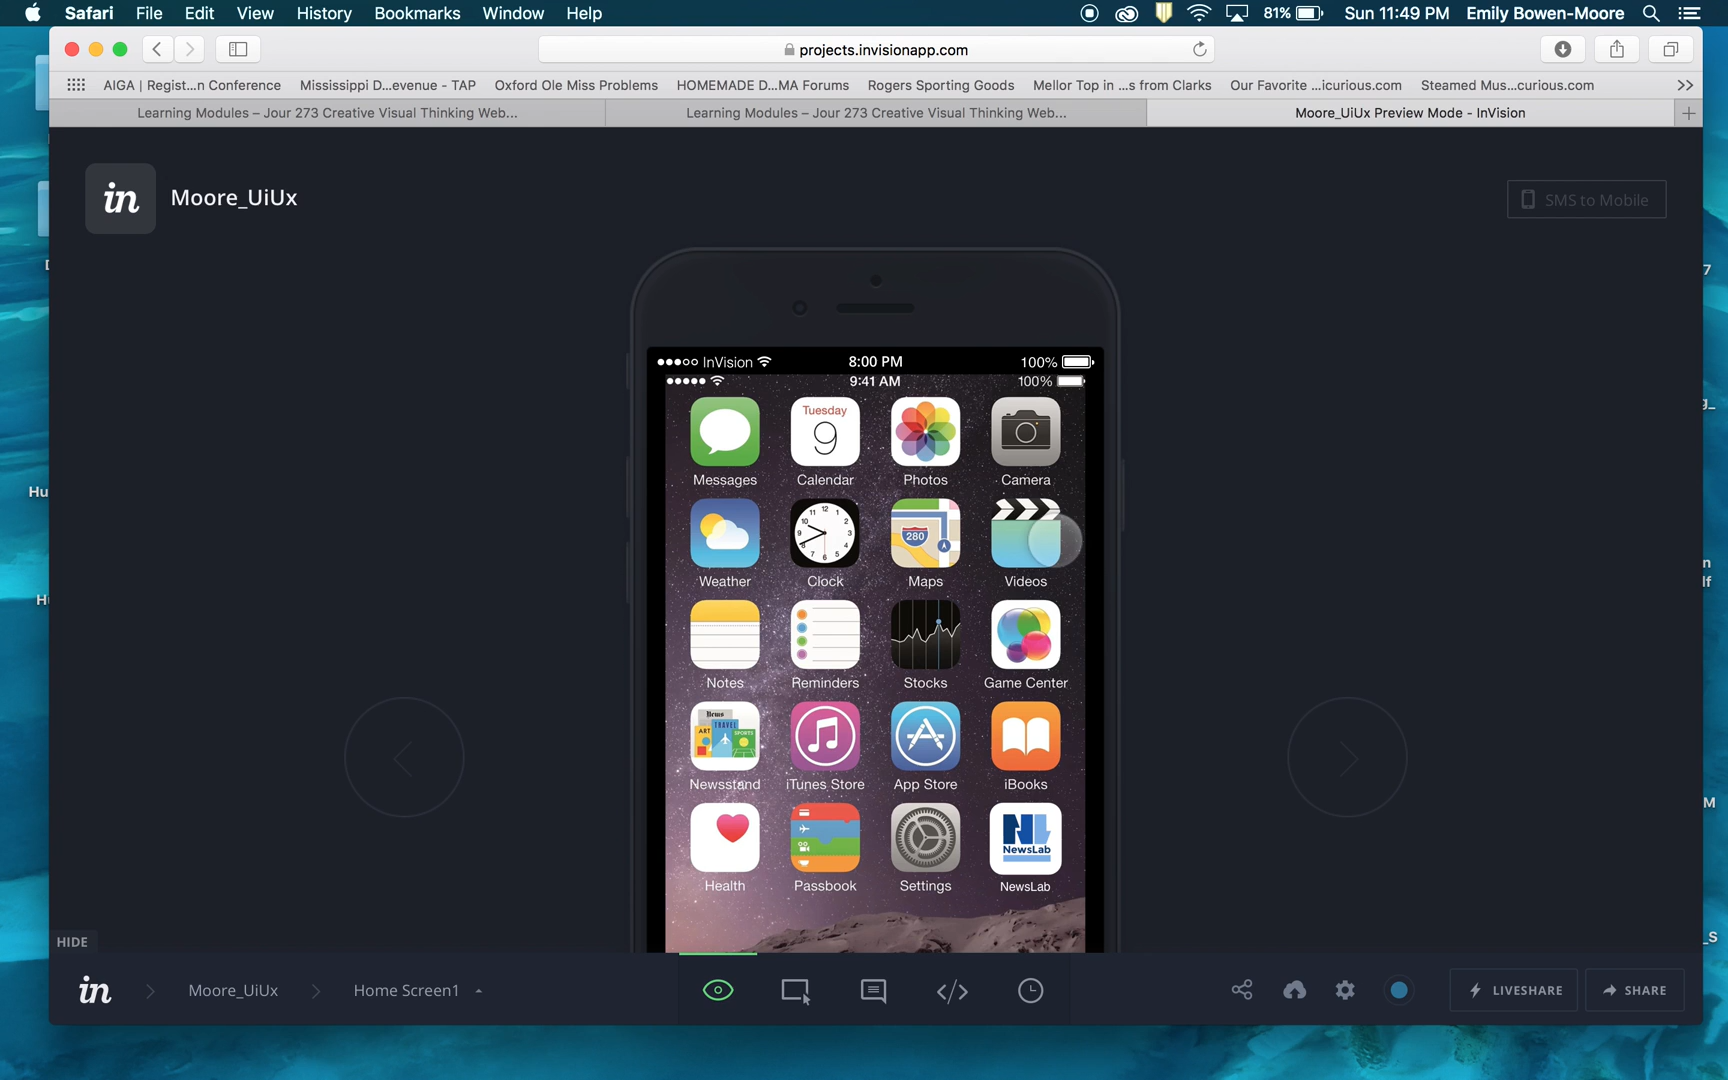 Safari File Edit View History Bookmarks Window Help 81% Sun 11:49 PM Emily Bowen-Moore
projects.invisionapp.com
AIGA | Regist...n Conference Mississippi D...evenue - TAP Oxford Ole Miss Problems HOMEMADE D...MA Forums Rogers Sporting Goods Mellor Top in ...s from Clarks Our Favorite ...icurious.com Steamed Mus...curious.com
Learning Modules – Jour 273 Creative Visual Thinking Web... Learning Modules – Jour 273 Creative Visual Thinking Web... Moore_UiUx Preview Mode - InVision
in Moore_UiUx
SMS to Mobile
InVision 8:00 PM 100%
9:41 AM 100%
Tuesday
9
Messages Calendar Photos Camera
280
Weather Clock Maps Videos
Notes Reminders Stocks Game Center
News
ART TRAVEL SPORTS
Newsstand iTunes Store App Store iBooks
NL
NewsLab
Health Passbook Settings NewsLab
HIDE
in Moore_UiUx Home Screen1 LIVESHARE SHARE
Hu